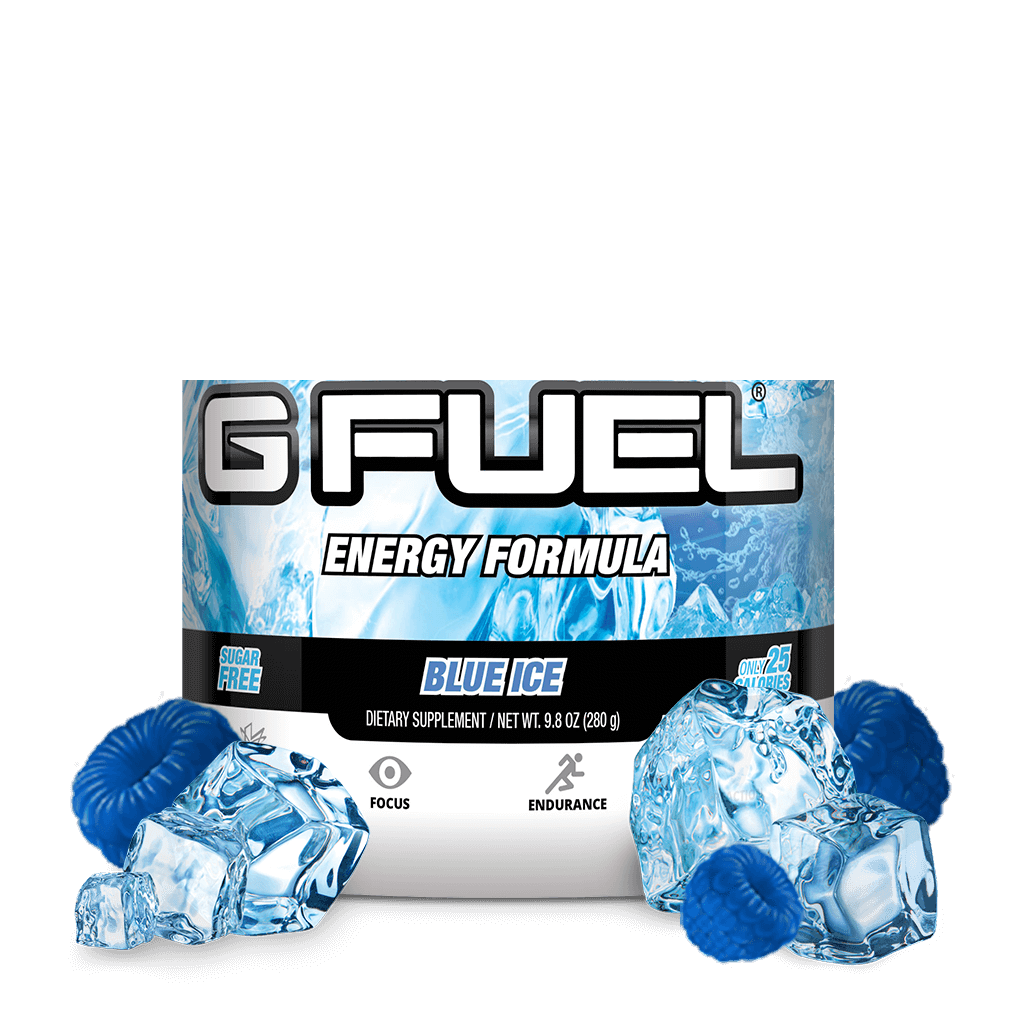 G FUEL®
ENERGY FORMULA
SUGAR
FREE
BLUE ICE
ONLY 25
CALORIES
DIETARY SUPPLEMENT / NET WT. 9.8 OZ (280 g)
FOCUS
ENDURANCE